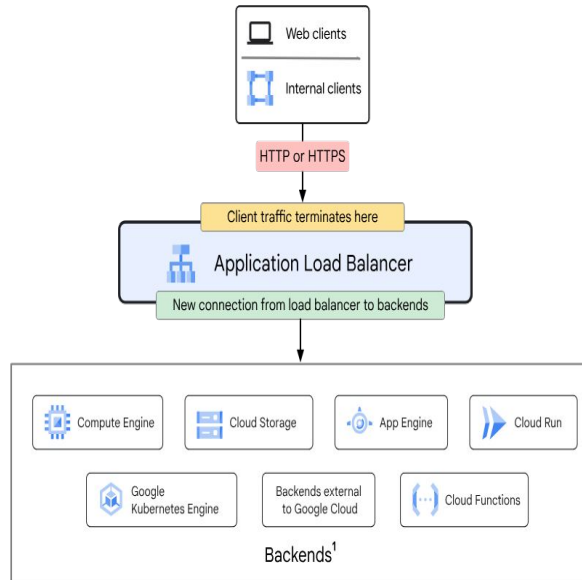 Web clients
Internal clients
HTTP or HTTPS
Client traffic terminates here
Application Load Balancer
New connection from load balancer to backends
Compute Engine
Cloud Storage
App Engine
Cloud Run
Google
Kubernetes Engine
Backends external
to Google Cloud
Cloud Functions
Backends¹